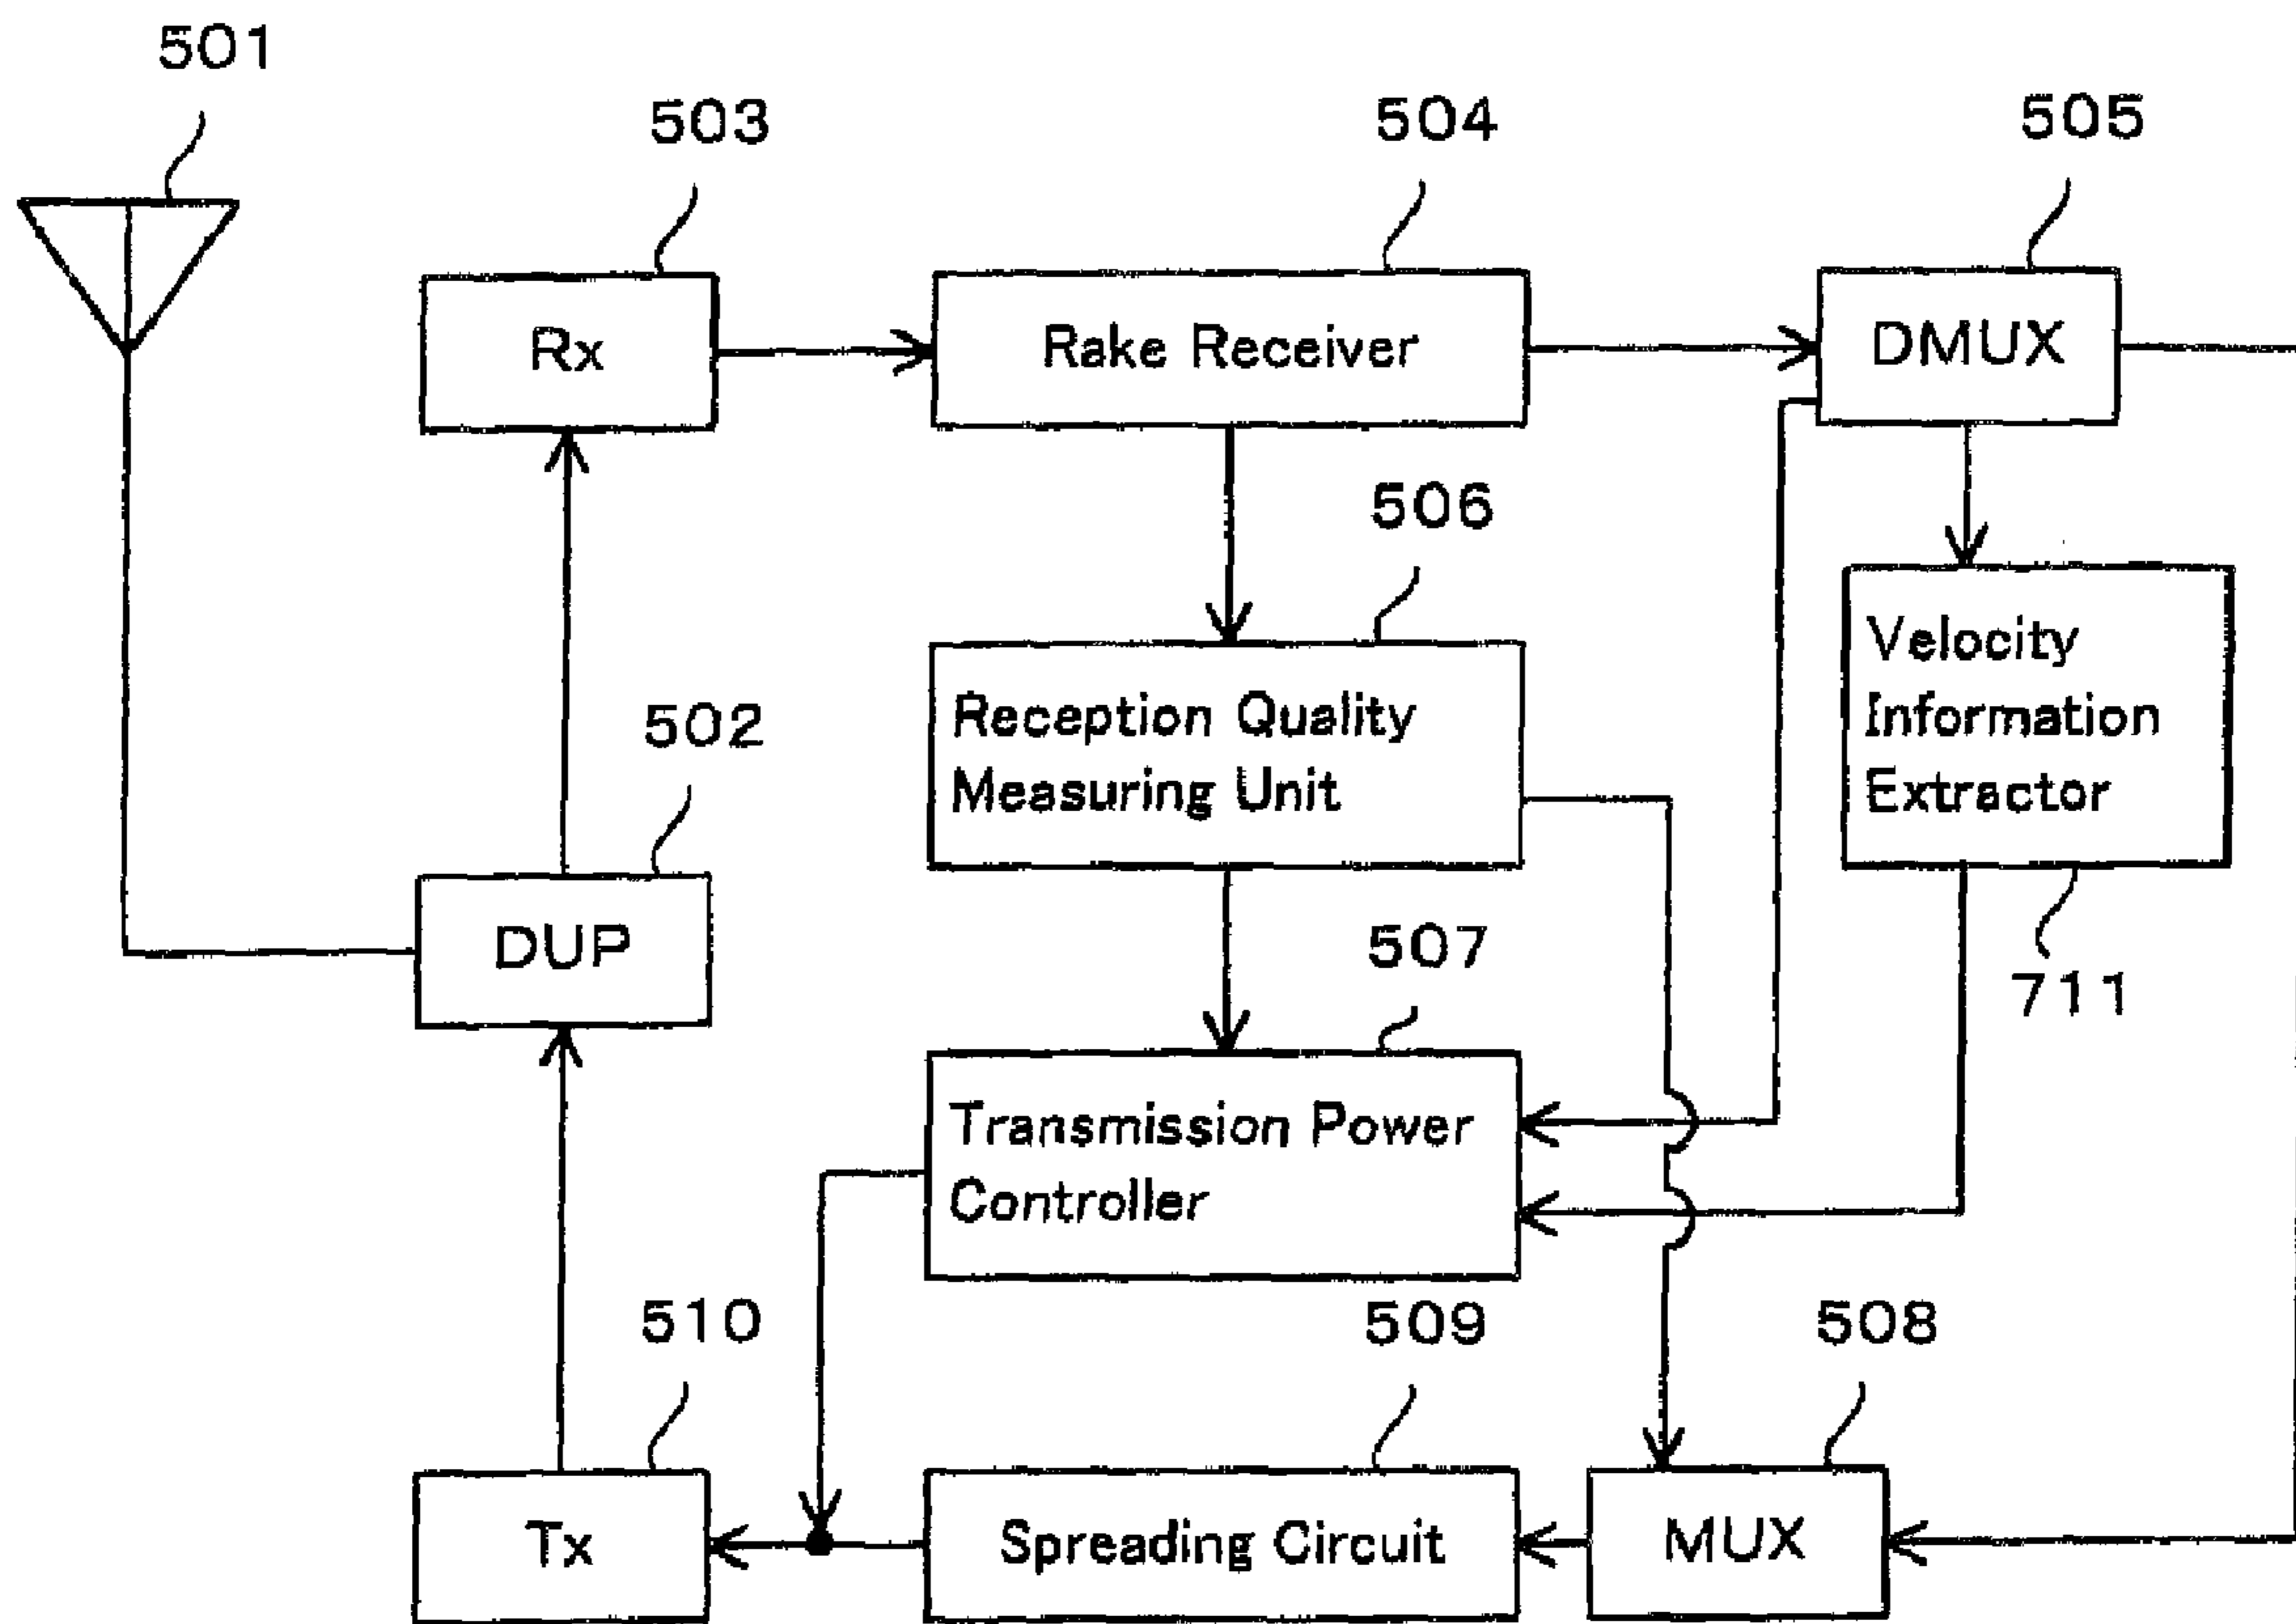 501
503
504
505
Rx
Rake Receiver
DMUX
506
Velocity
Information
Extractor
502
Reception Quality
Measuring Unit
DUP
507
711
Transmission Power
Controller
510
509
508
Tx
Spreading Circuit
MUX